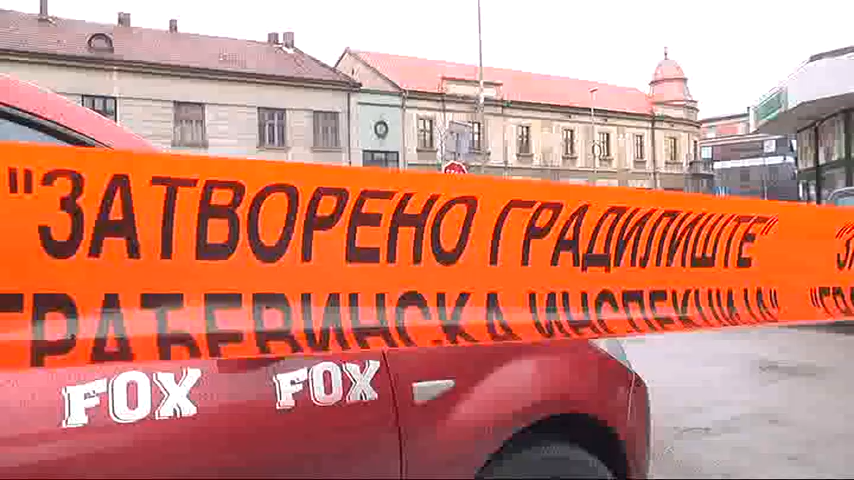 "ЗАТВОРЕНО ГРАДИЛИШТЕ"
ГРАЂЕВИНСКА ИНСПЕКЦИЈА"
FOX FOX